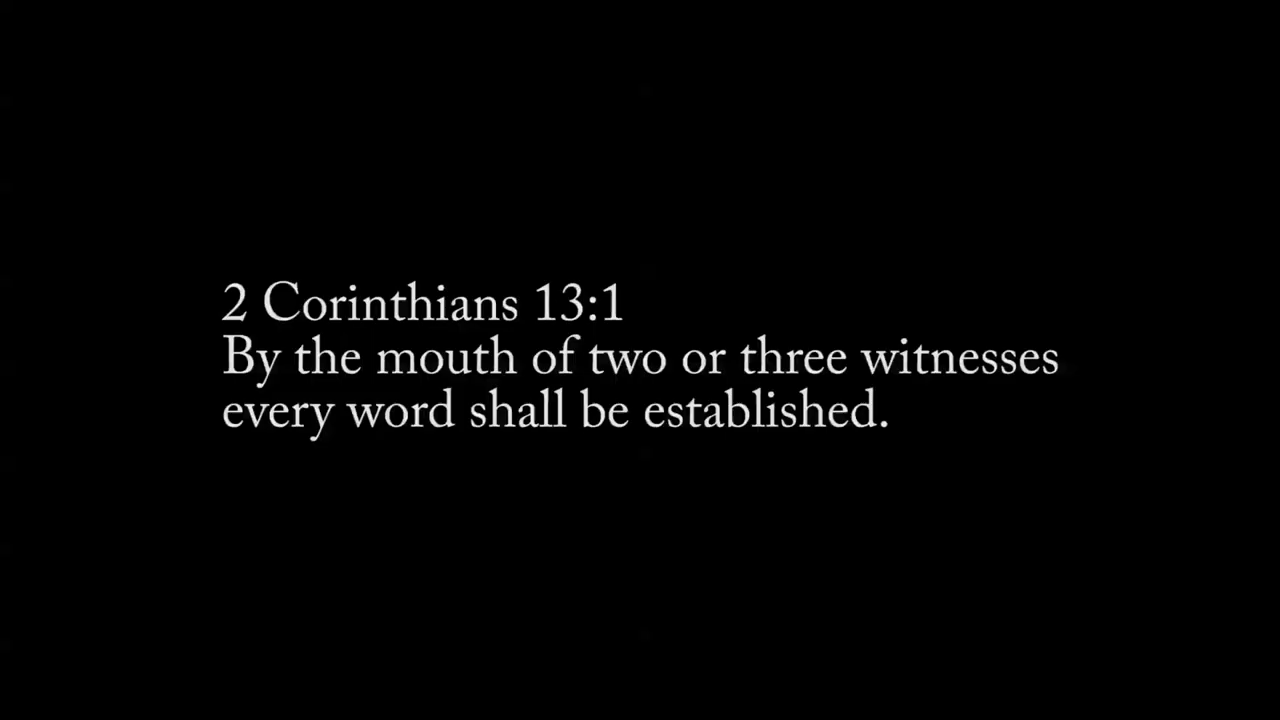 2 Corinthians 13:1
By the mouth of two or three witnesses
every word shall be established.